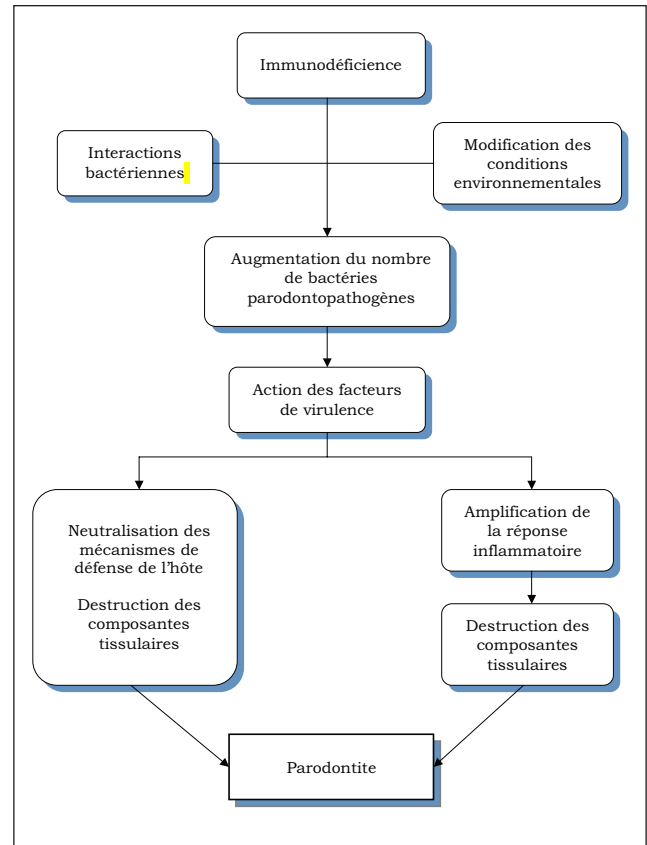 Immunodéficience
Interactions
bactériennes
Modification des
conditions
environnementales
Augmentation du nombre
de bactéries
parodontopathogènes
Action des facteurs
de virulence
Neutralisation des
mécanismes de
défense de l'hôte
Destruction des
composantes
tissulaires
Amplification de
la réponse
inflammatoire
Destruction des
composantes
tissulaires
Parodontite